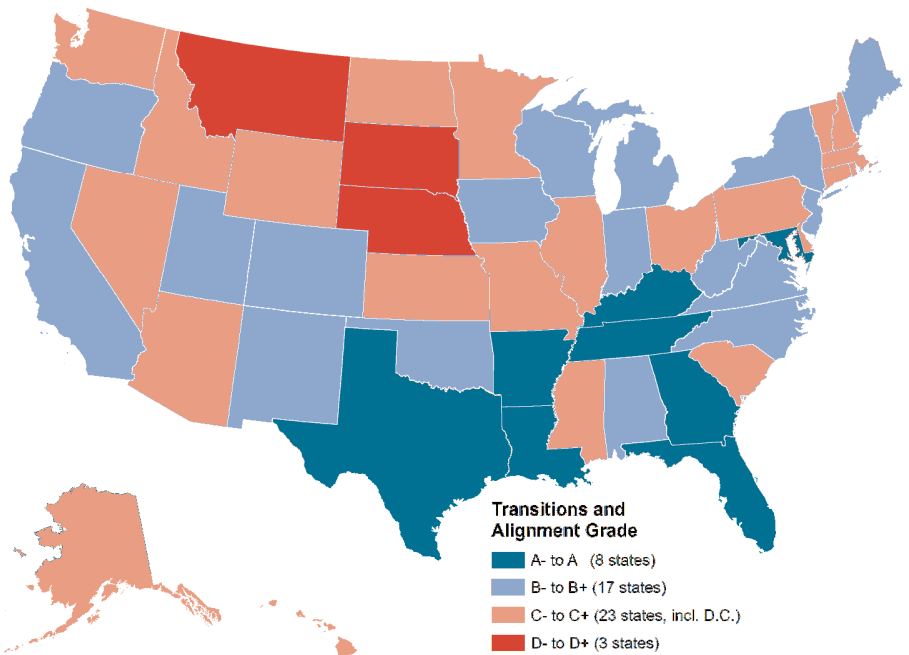 Transitions and
Alignment Grade
A- to A (8 states)
B- to B+ (17 states)
C- to C+ (23 states, incl. D.C.)
D- to D+ (3 states)